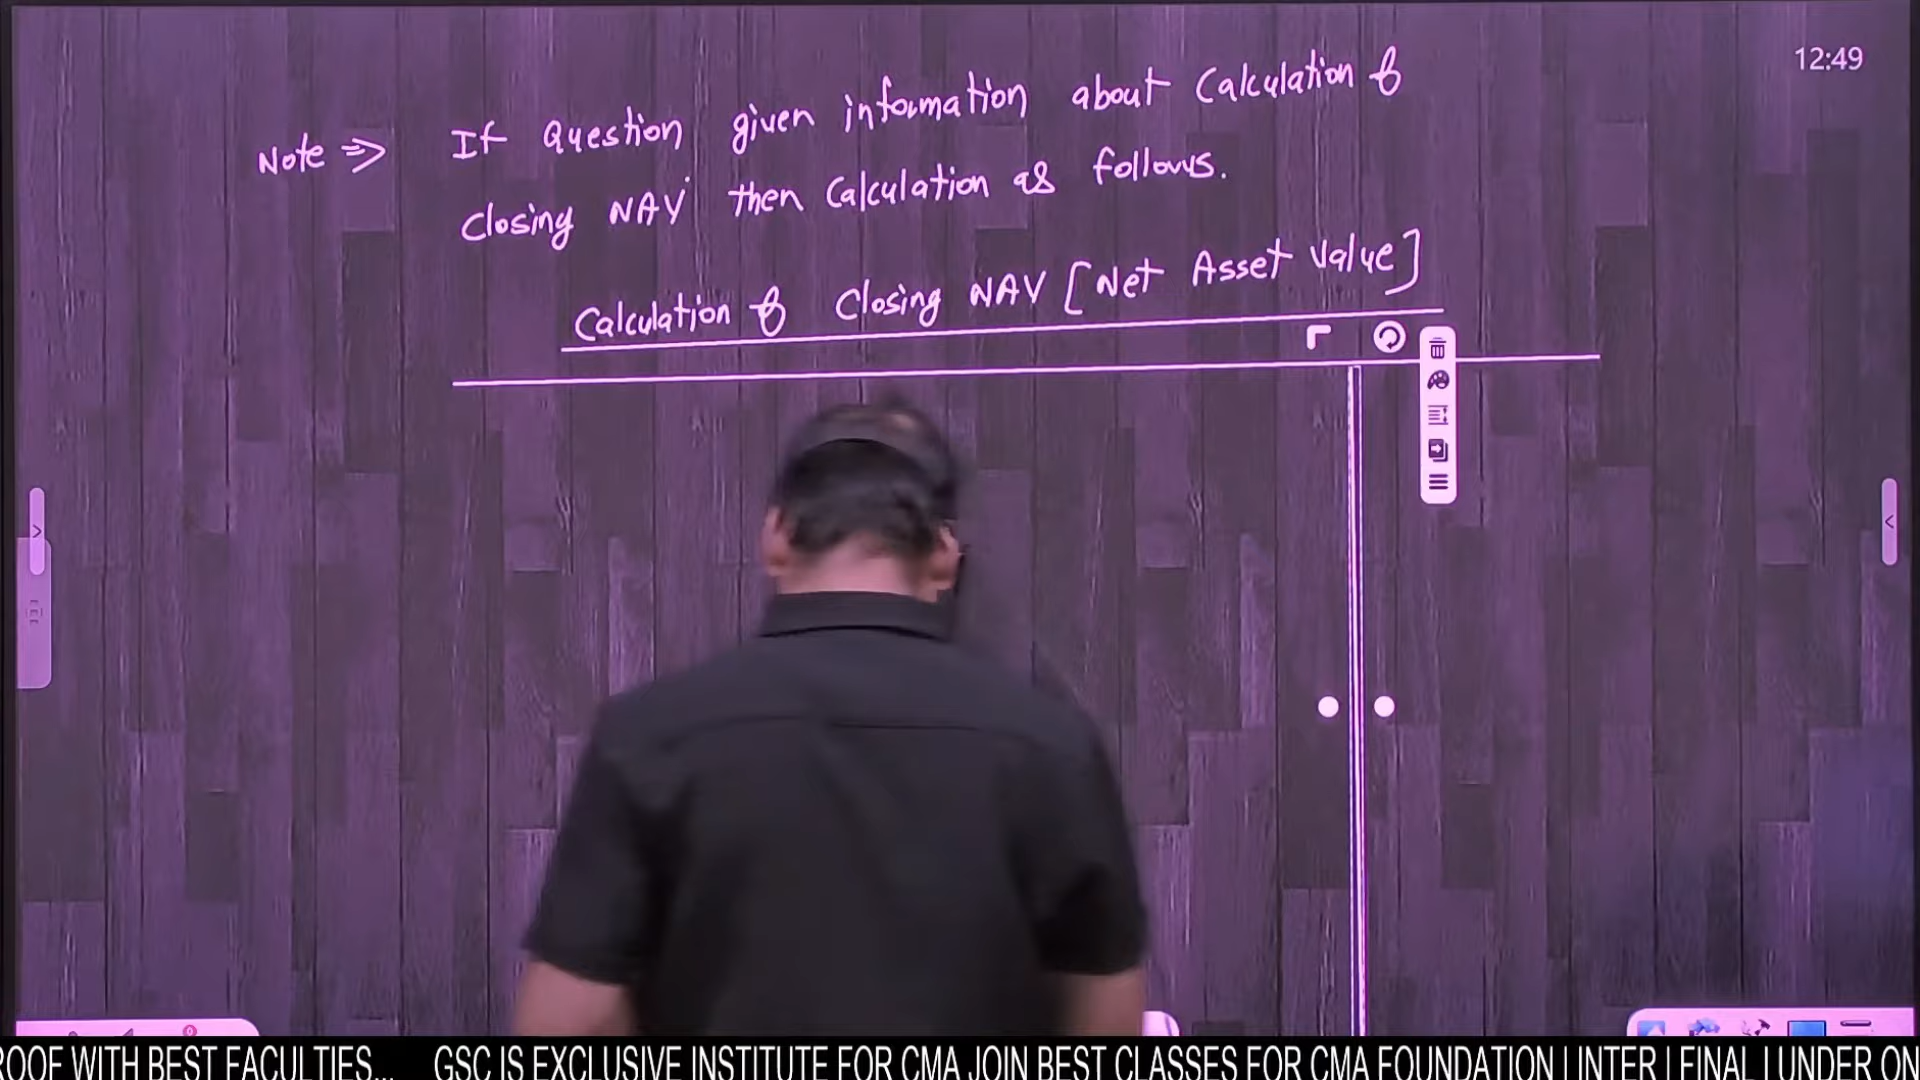 12:49
Note ⇒ If Question given information about Calculation of
Closing NAV then Calculation as follows.
Calculation of Closing NAV [Net Asset Value]
ROOF WITH BEST FACULTIES... GSC IS EXCLUSIVE INSTITUTE FOR CMA JOIN BEST CLASSES FOR CMA FOUNDATION I INTER I FINAL I UNDER ON